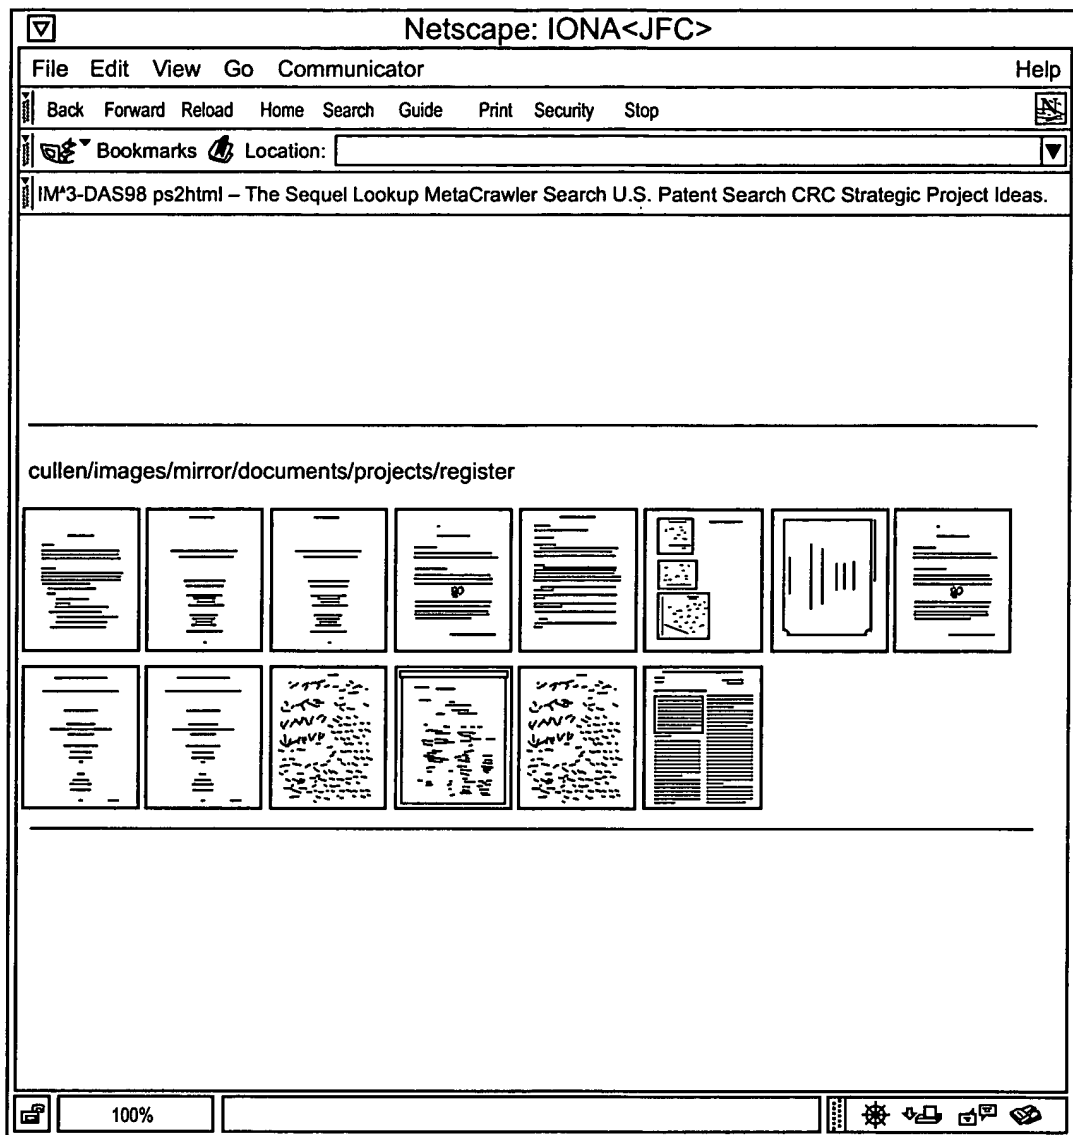 Netscape: IONA<JFC>
File Edit View Go Communicator Help
Back Forward Reload Home Search Guide Print Security Stop
Bookmarks Location:
IM^3-DAS98 ps2html – The Sequel Lookup MetaCrawler Search U.S. Patent Search CRC Strategic Project Ideas.
cullen/images/mirror/documents/projects/register
100%